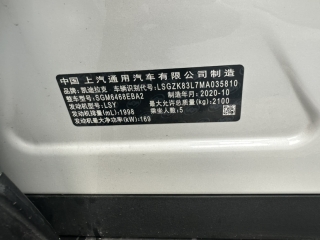 中国 上汽通用汽车有限公司 制造
品牌：凯迪拉克 车辆识别代号：LSGZK83L7MA035810
整车型号：SGM6468EBA2 制造年月：2020-10
发动机型号：LSY 最大允许总质量(kg)：2100
发动机排量(mL)：1998 乘坐人数：5
发动机最大净功率(kW)：169